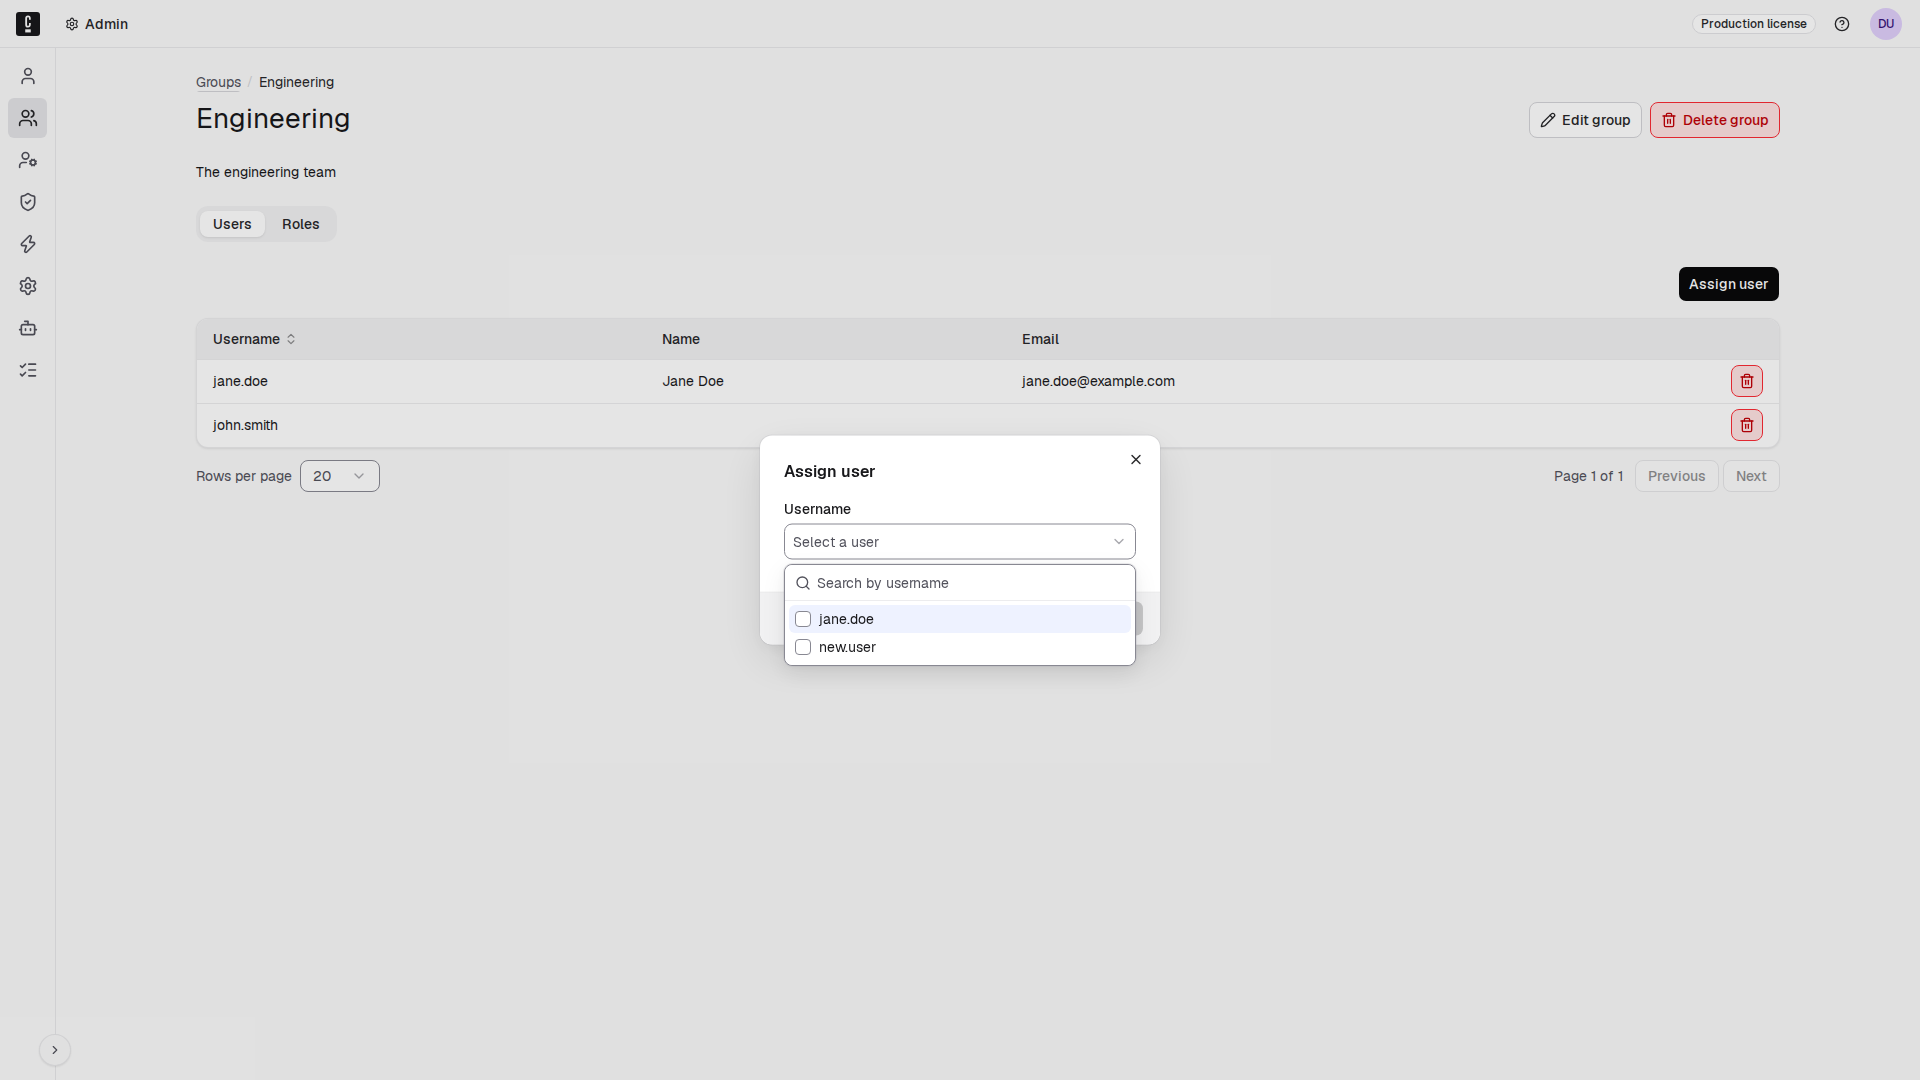 Admin
Production license
DU
Groups / Engineering
Engineering
Edit group
Delete group
The engineering team
Users
Roles
Assign user
Username
Name
Email
jane.doe
Jane Doe
jane.doe@example.com
john.smith
Rows per page
20
Page 1 of 1
Previous
Next
Assign user
Username
Select a user
Search by username
jane.doe
new.user